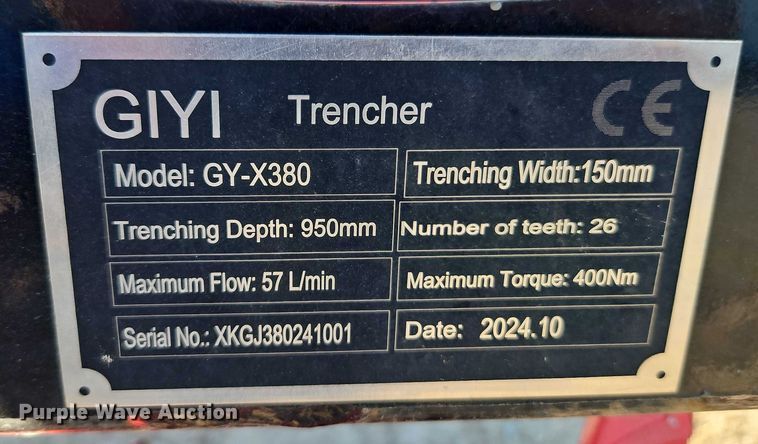 GIYI Trencher CE
Model: GY-X380 Trenching Width:150mm
Trenching Depth: 950mm Number of teeth: 26
Maximum Flow: 57 L/min Maximum Torque: 400Nm
Serial No.: XKGJ380241001 Date: 2024.10
Purple Wave Auction